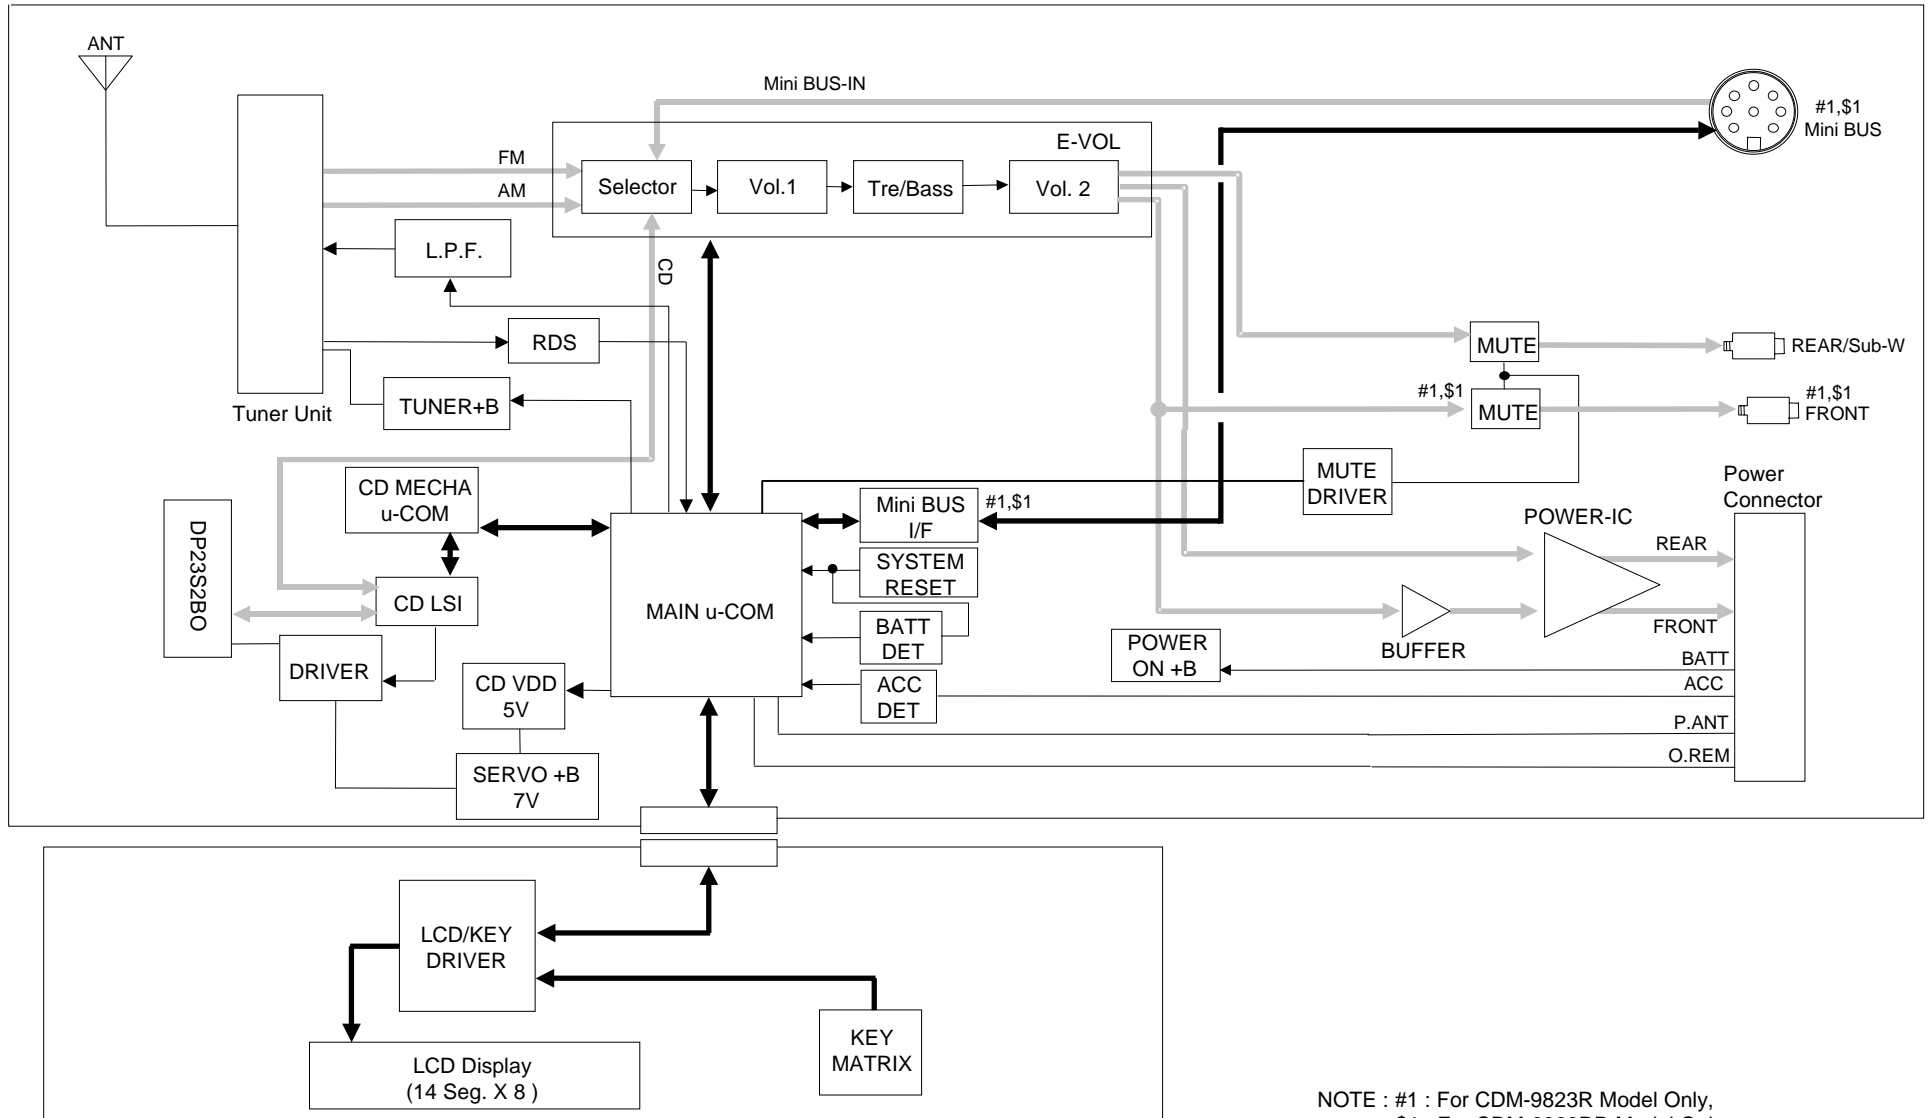 ANT
Mini BUS-IN
#1,$1
Mini BUS
E-VOL
FM
AM
Selector
Vol.1
Tre/Bass
Vol. 2
L.P.F.
CD
RDS
TUNER+B
Tuner Unit
MUTE
REAR/Sub-W
#1,$1
MUTE
#1,$1
FRONT
MUTE
DRIVER
Power
Connector
CD MECHA
u-COM
DP23S2BO
CD LSI
DRIVER
CD VDD
5V
SERVO +B
7V
MAIN u-COM
Mini BUS
I/F
#1,$1
SYSTEM
RESET
BATT
DET
ACC
DET
POWER-IC
REAR
FRONT
BUFFER
POWER
ON +B
BATT
ACC
P.ANT
O.REM
LCD/KEY
DRIVER
KEY
MATRIX
LCD Display
(14 Seg. X 8 )
NOTE : #1 : For CDM-9823R Model Only,